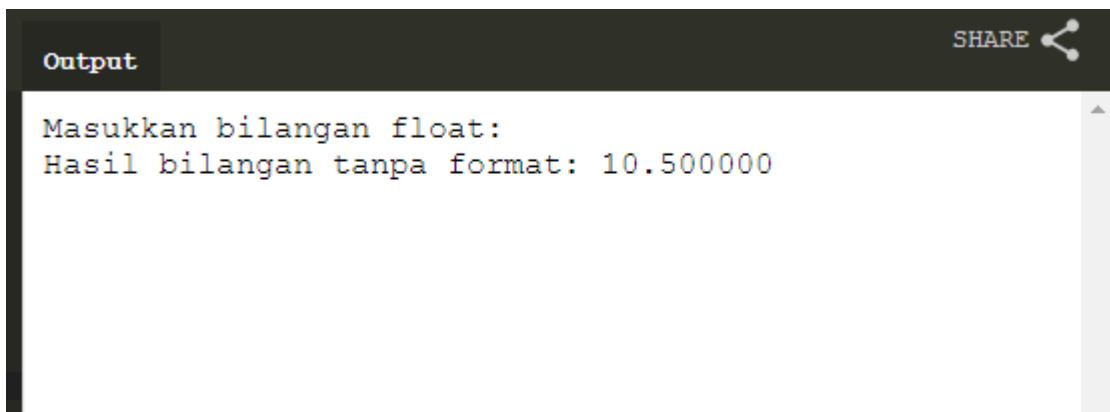 SHARE
Output
Masukkan bilangan float:
Hasil bilangan tanpa format: 10.500000